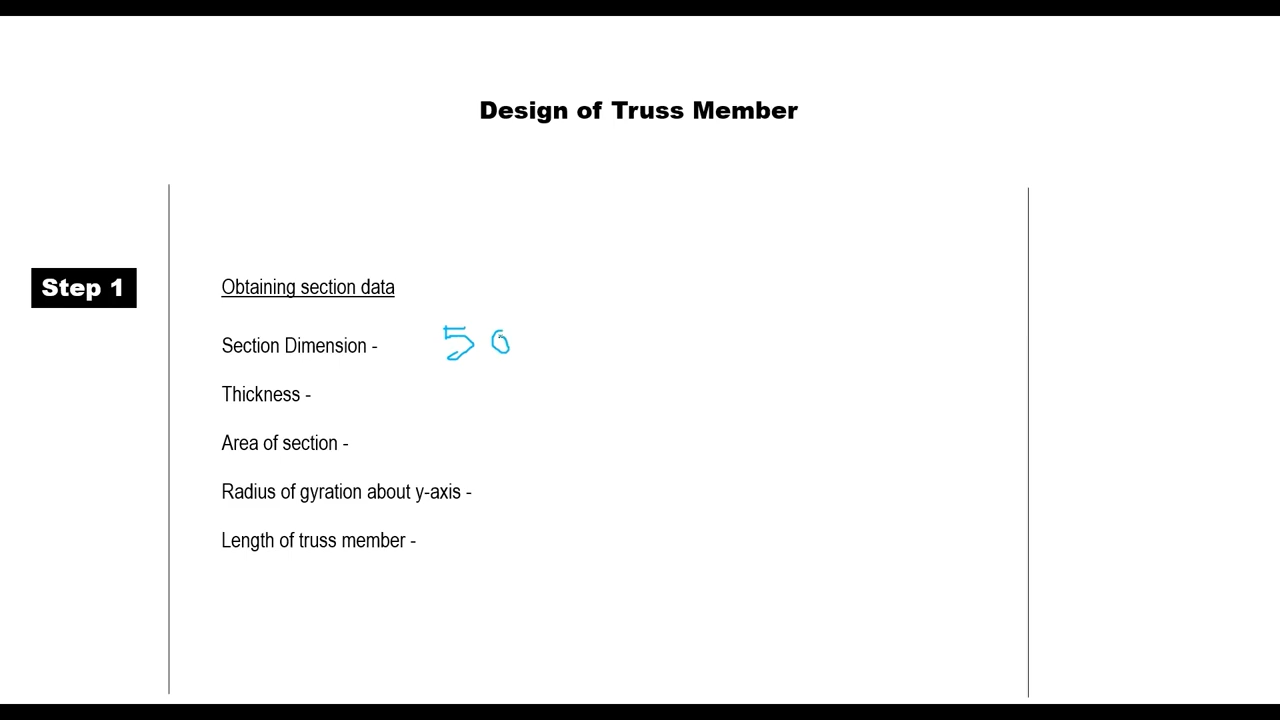 Design of Truss Member
Step 1
Obtaining section data
Section Dimension - 50
Thickness -
Area of section -
Radius of gyration about y-axis -
Length of truss member -